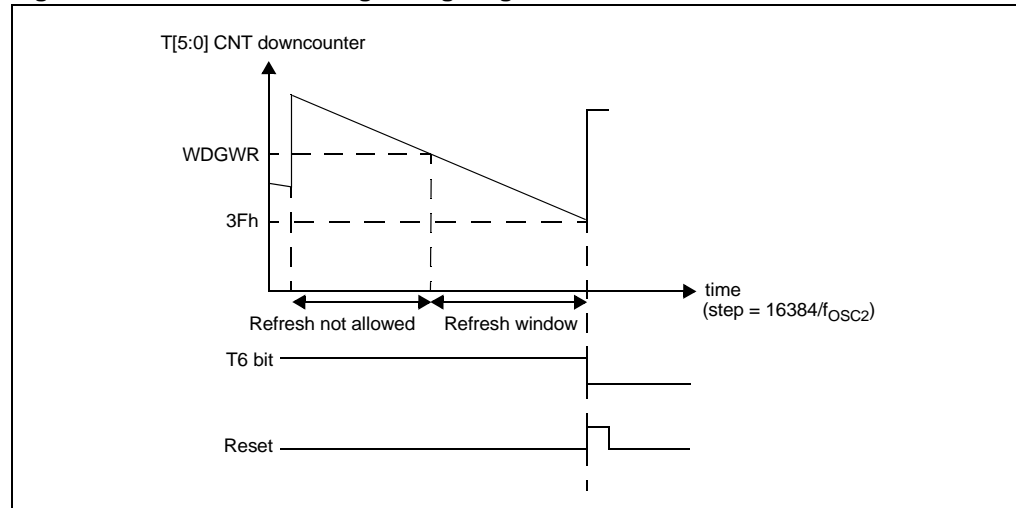 T[5:0] CNT downcounter
WDGWR
3Fh
time
(step = 16384/fOSC2)
Refresh not allowed Refresh window
T6 bit
Reset